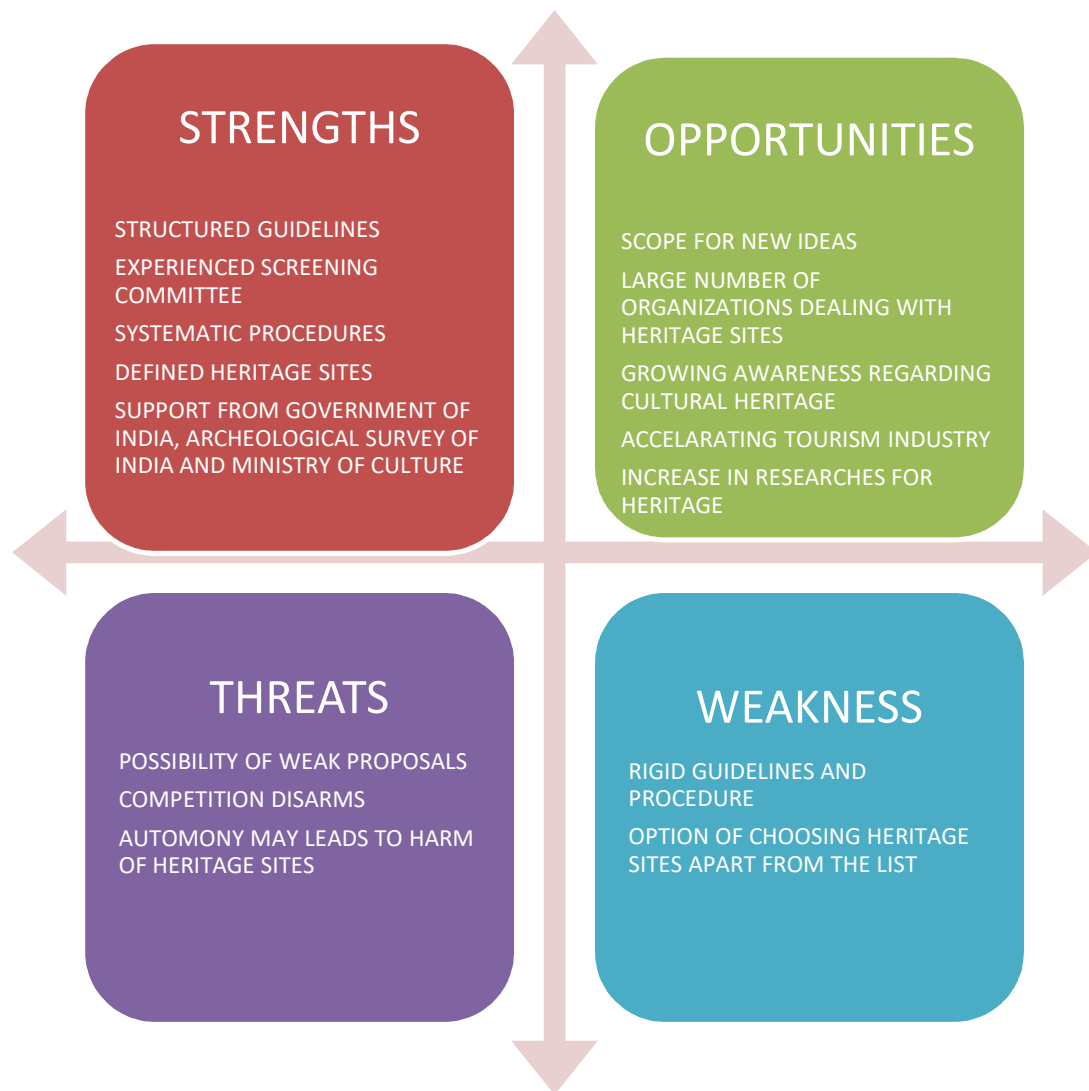 STRENGTHS
STRUCTURED GUIDELINES
EXPERIENCED SCREENING
COMMITTEE
SYSTEMATIC PROCEDURES
DEFINED HERITAGE SITES
SUPPORT FROM GOVERNMENT OF
INDIA, ARCHEOLOGICAL SURVEY OF
INDIA AND MINISTRY OF CULTURE
OPPORTUNITIES
SCOPE FOR NEW IDEAS
LARGE NUMBER OF
ORGANIZATIONS DEALING WITH
HERITAGE SITES
GROWING AWARENESS REGARDING
CULTURAL HERITAGE
ACCELARATING TOURISM INDUSTRY
INCREASE IN RESEARCHES FOR
HERITAGE
THREATS
POSSIBILITY OF WEAK PROPOSALS
COMPETITION DISARMS
AUTOMONY MAY LEADS TO HARM
OF HERITAGE SITES
WEAKNESS
RIGID GUIDELINES AND
PROCEDURE
OPTION OF CHOOSING HERITAGE
SITES APART FROM THE LIST